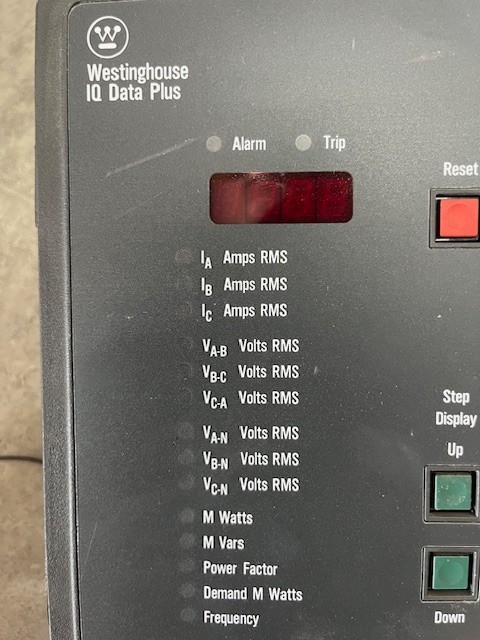 Westinghouse
IQ Data Plus
Alarm
Trip
Reset
IA Amps RMS
IB Amps RMS
IC Amps RMS
VA-B Volts RMS
VB-C Volts RMS
VC-A Volts RMS
VA-N Volts RMS
VB-N Volts RMS
VC-N Volts RMS
M Watts
M Vars
Power Factor
Demand M Watts
Frequency
Step
Display
Up
Down